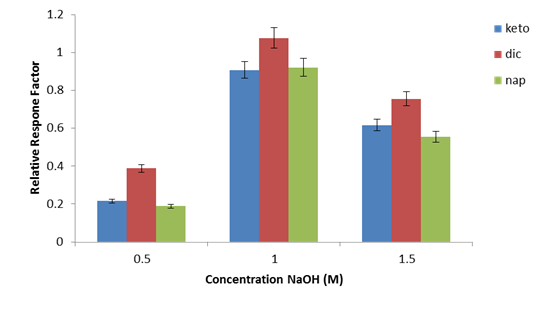 1.2
1
0.8
0.6
0.4
0.2
0
Relative Respone Factor
0.5
1
1.5
Concentration NaOH (M)
keto
dic
nap